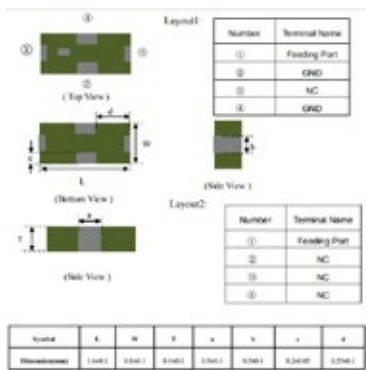 ④
Layout1:
①
③
②
(Top View)
Number Terminal Name
① Feeding Port
② GND
③ NC
④ GND
d
W
c
L
(Bottom View)
b
(Side View)
Layout2:
a
T
(Side View)
Number Terminal Name
① Feeding Port
② NC
③ NC
④ NC
Symbol L W T a b c d